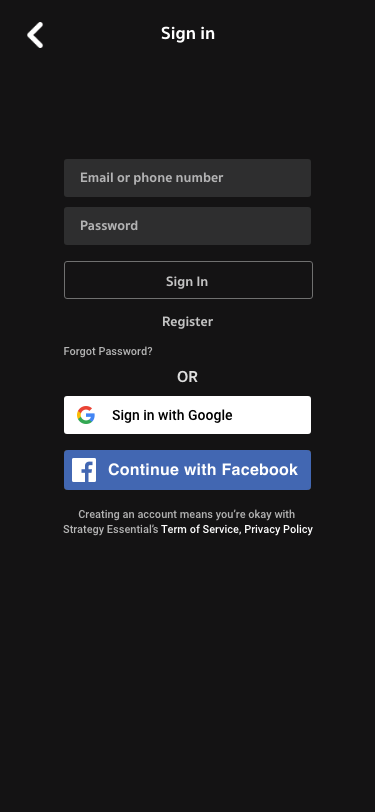 Sign in
Email or phone number
Password
Sign In
Register
Forgot Password?
OR
Sign in with Google
Continue with Facebook
Creating an account means you’re okay with
Strategy Essential’s Term of Service, Privacy Policy